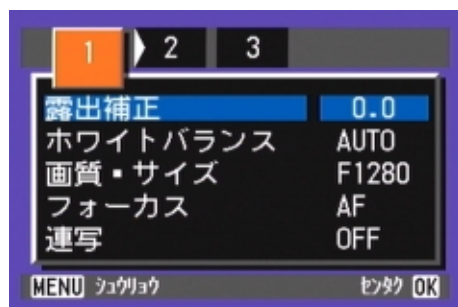 1 2 3
露出補正 0.0
ホワイトバランス AUTO
画質・サイズ F1280
フォーカス AF
連写 OFF
MENU ｼｭｳﾘｮｳ ｾﾝﾀｸ OK